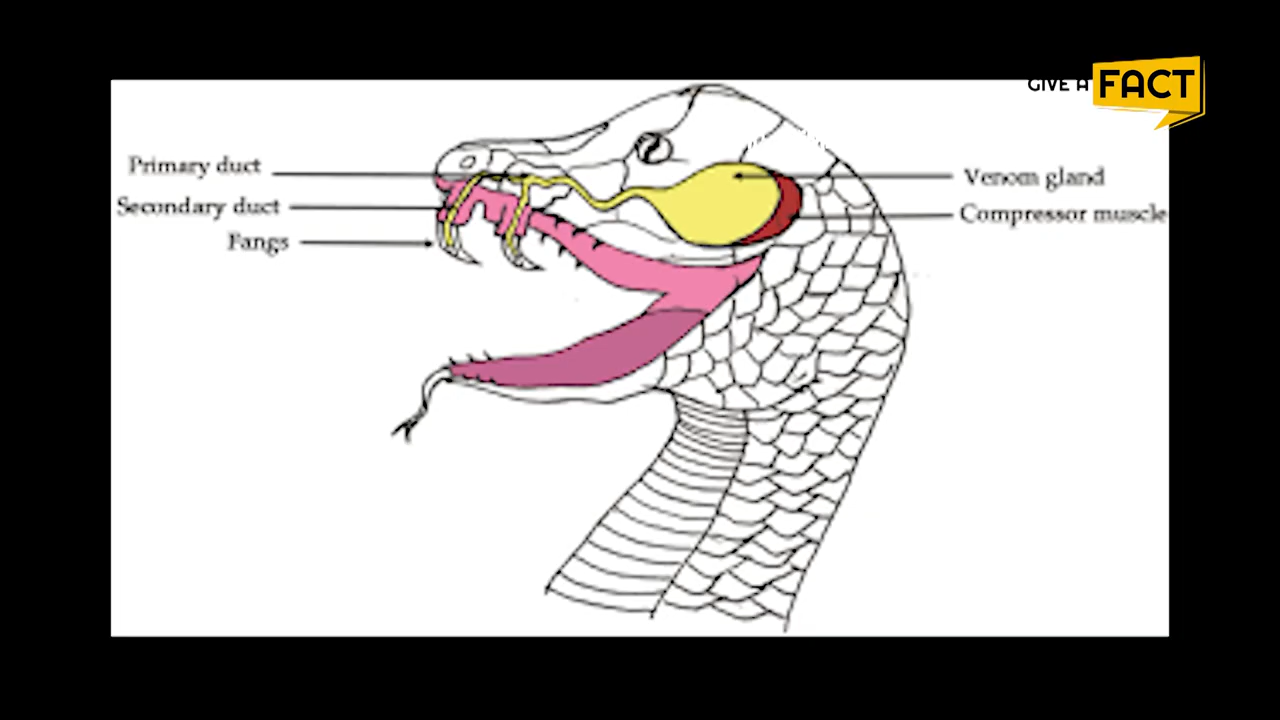 GIVE A FACT
Primary duct
Secondary duct
Fangs
Venom gland
Compressor muscle